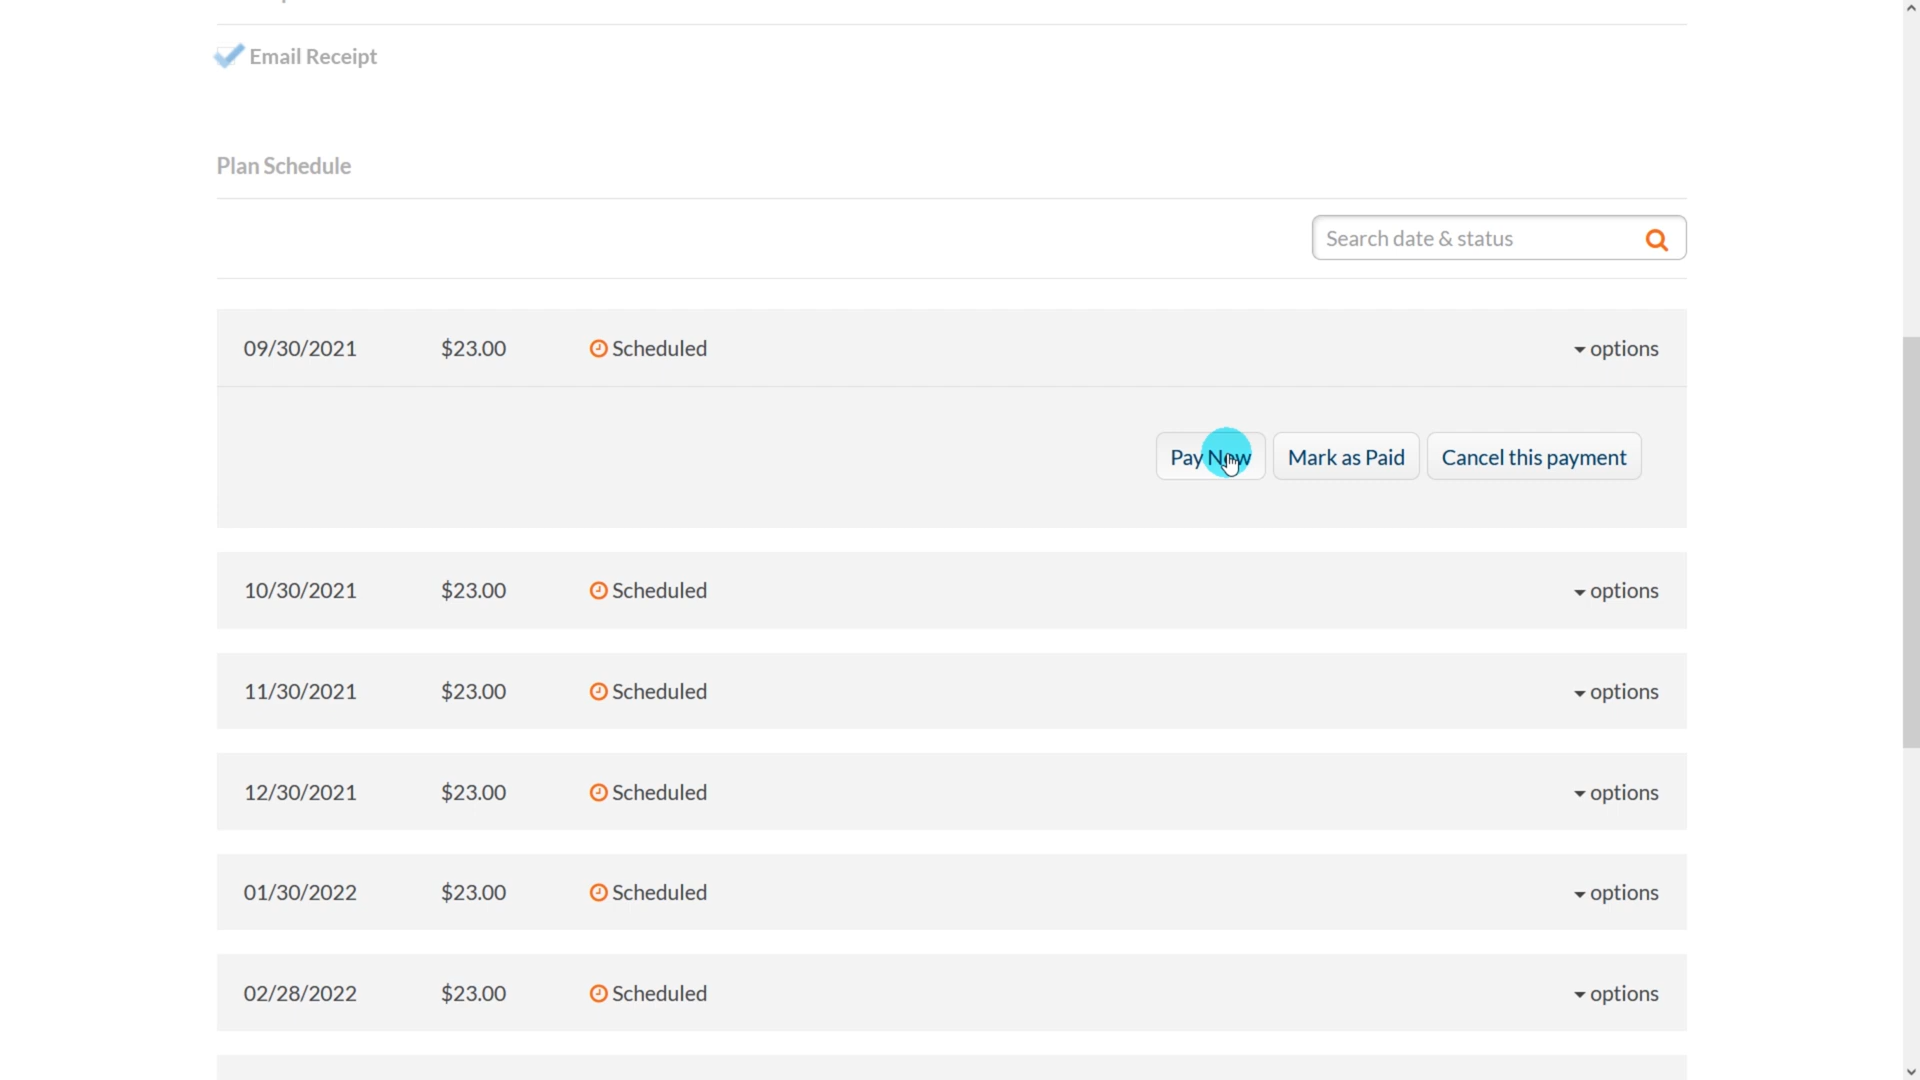 Email Receipt
Plan Schedule
Search date & status
09/30/2021 $23.00 Scheduled options
Pay Now Mark as Paid Cancel this payment
10/30/2021 $23.00 Scheduled options
11/30/2021 $23.00 Scheduled options
12/30/2021 $23.00 Scheduled options
01/30/2022 $23.00 Scheduled options
02/28/2022 $23.00 Scheduled options